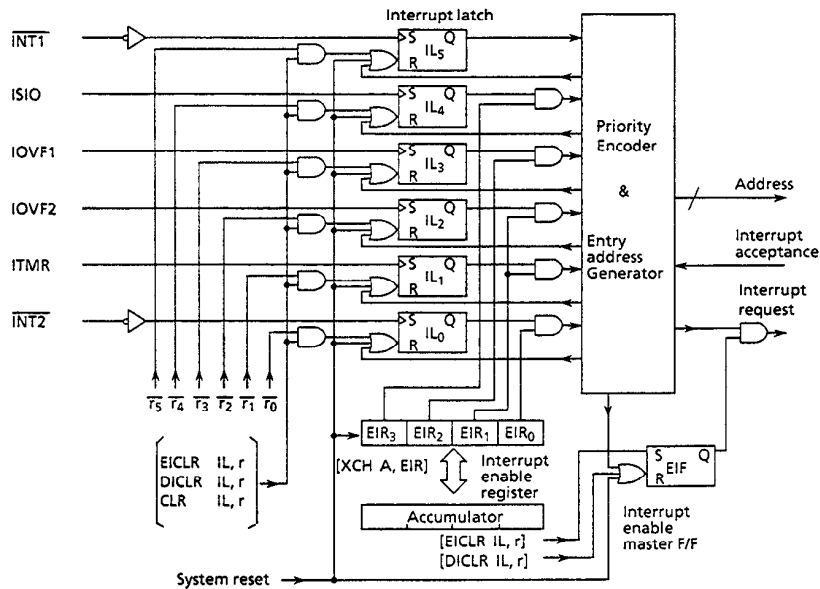 Interrupt latch
INT1
S Q
IL5
R
ISIO
S Q
IL4
R
IOVF1
S Q
IL3
R
IOVF2
S Q
IL2
R
ITMR
S Q
IL1
R
INT2
S Q
IL0
R
Priority
Encoder
&
Entry
address
Generator
Address
Interrupt
acceptance
Interrupt
request
r5 r4 r3 r2 r1 r0
EICLR IL, r
DICLR IL, r
CLR IL, r
EIR3 EIR2 EIR1 EIR0
[XCH A, EIR]
Interrupt
enable
register
Accumulator
[EICLR IL, r]
[DICLR IL, r]
S Q
EIF
R
Interrupt
enable
master F/F
System reset